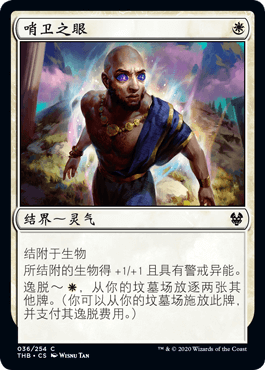 哨卫之眼
结界～灵气
结附于生物
所结附的生物得+1/+1且具有警戒异能。
逸脱～，从你的坟墓场放逐两张其
他牌。（你可以从你的坟墓场施放此牌，
并支付其逸脱费用。）
036/254 C
THB • CS WISNU TAN
™ & © 2020 Wizards of the Coast